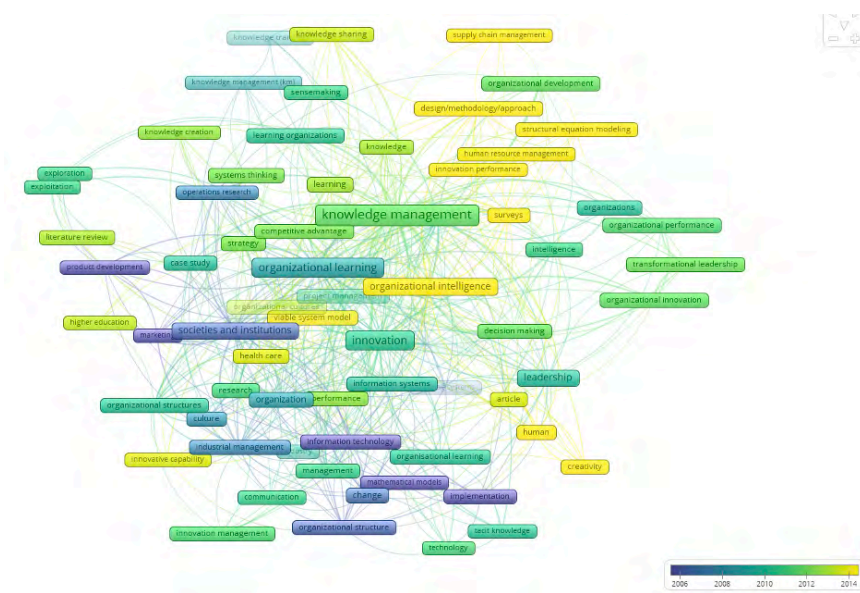 knowledge sharing
supply chain management
knowledge management (km)
organizational development
sensemaking
design/methodology/approach
structural equation modeling
knowledge creation
learning organizations
knowledge
human resource management
innovation performance
exploration
systems thinking
exploitation
learning
operations research
organizations
knowledge management
surveys
organizational performance
competitive advantage
literature review
strategy
intelligence
product development
case study
organizational learning
transformational leadership
organizational intelligence
organizational innovation
viable system model
higher education
societies and institutions
decision making
innovation
health care
leadership
research
information systems
organization
performance
article
organizational structures
culture
human
industrial management
information technology
innovative capability
organisational learning
creativity
management
mathematical models
communication
change
implementation
organizational structure
innovation management
tacit knowledge
technology
2006 2008 2010 2012 2014